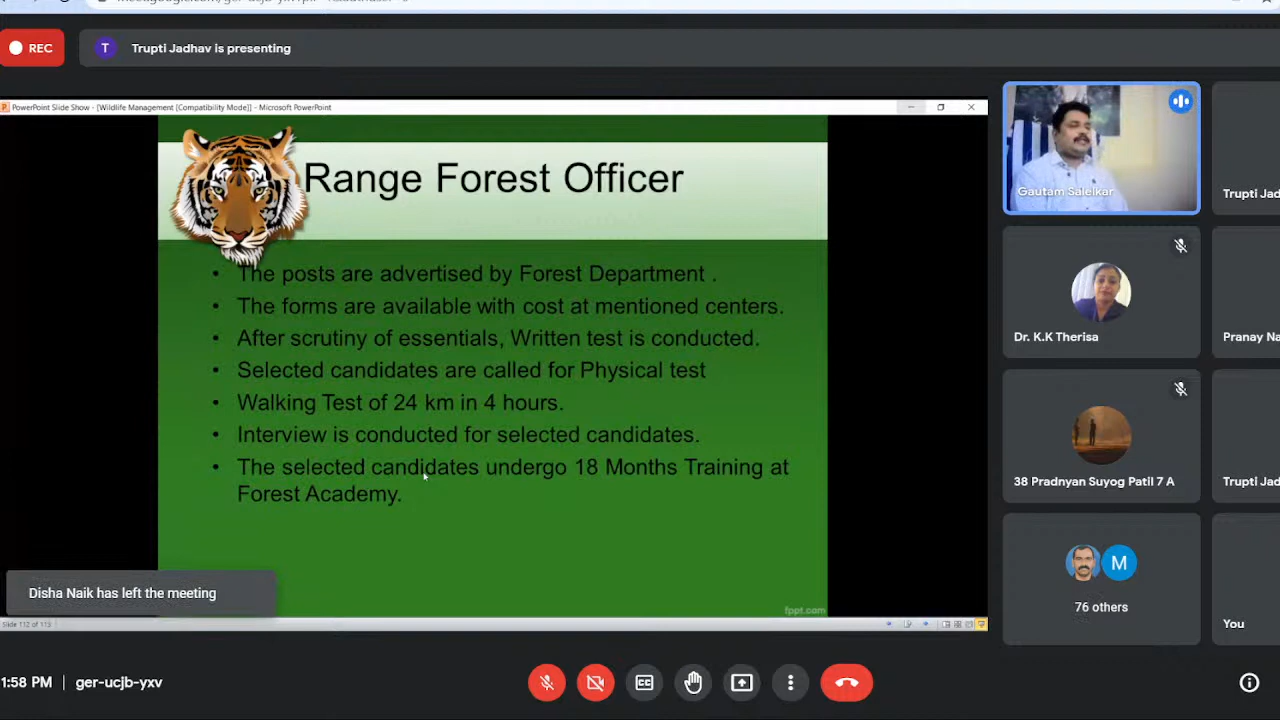 REC
T
Trupti Jadhav is presenting
PowerPoint Slide Show - [Wildlife Management [Compatibility Mode]] - Microsoft PowerPoint
Range Forest Officer
• The posts are advertised by Forest Department .
• The forms are available with cost at mentioned centers.
• After scrutiny of essentials, Written test is conducted.
• Selected candidates are called for Physical test
• Walking Test of 24 km in 4 hours.
• Interview is conducted for selected candidates.
• The selected candidates undergo 18 Months Training at
Forest Academy.
fppt.com
Slide 112 of 113
Disha Naik has left the meeting
Gautam Salelkar
Trupti Jad
Dr. K.K Therisa
Pranay Na
38 Pradnyan Suyog Patil 7 A
Trupti Jad
M
76 others
You
1:58 PM | ger-ucjb-yxv